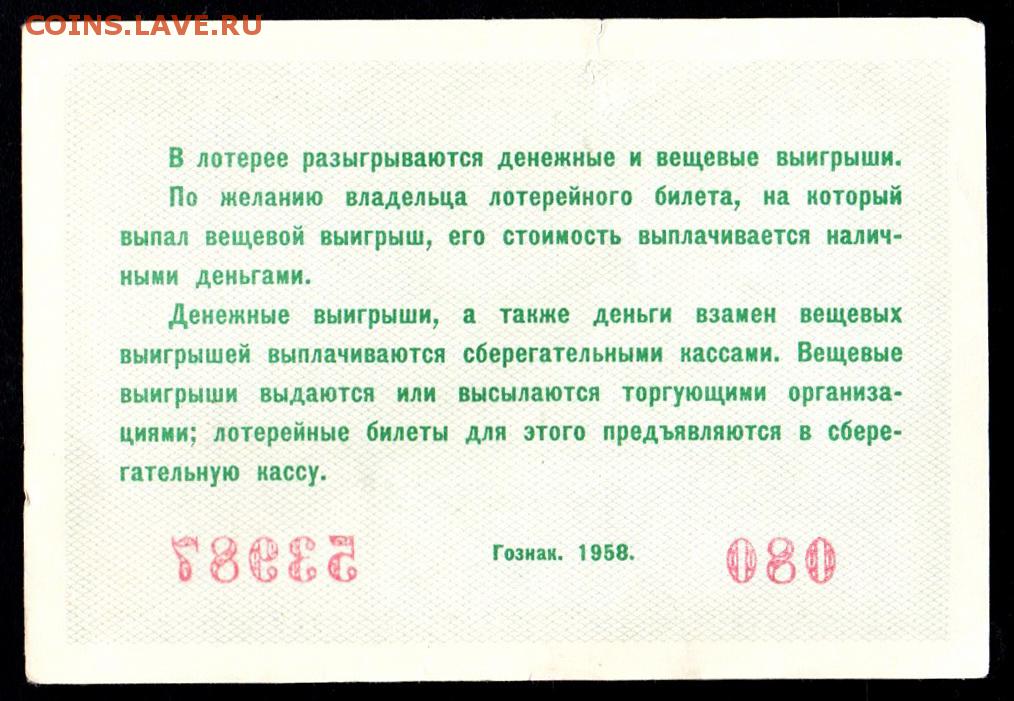 COINS.LAVE.RU
В лотерее разыгрываются денежные и вещевые выигрыши.
По желанию владельца лотерейного билета, на который
выпал вещевой выигрыш, его стоимость выплачивается налич-
ными деньгами.
Денежные выигрыши, а также деньги взамен вещевых
выигрышей выплачиваются сберегательными кассами. Вещевые
выигрыши выдаются или высылаются торгующими организа-
циями; лотерейные билеты для этого предъявляются в сбере-
гательную кассу.
53987 Гознак. 1958. 080